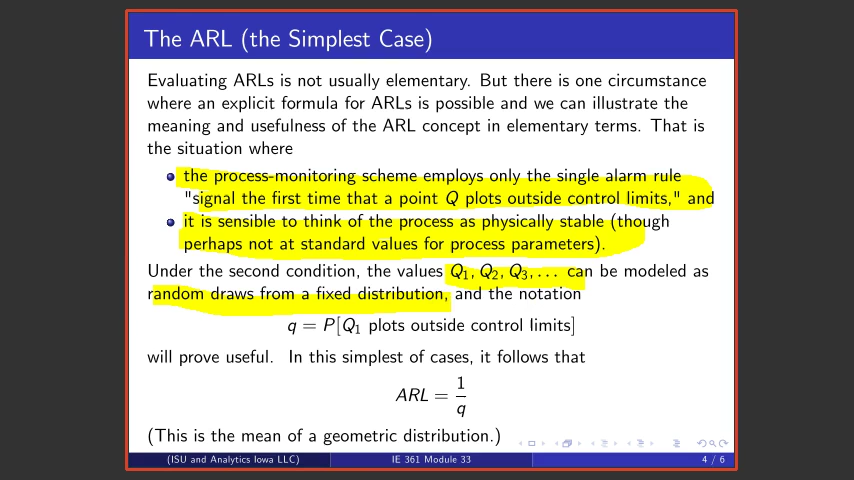 The ARL (the Simplest Case)
Evaluating ARLs is not usually elementary. But there is one circumstance
where an explicit formula for ARLs is possible and we can illustrate the
meaning and usefulness of the ARL concept in elementary terms. That is
the situation where
the process-monitoring scheme employs only the single alarm rule
"signal the first time that a point Q plots outside control limits," and
it is sensible to think of the process as physically stable (though
perhaps not at standard values for process parameters).
Under the second condition, the values Q₁, Q₂, Q₃, . . . can be modeled as
random draws from a fixed distribution, and the notation
q = P[Q₁ plots outside control limits]
will prove useful. In this simplest of cases, it follows that
ARL = 1/q
(This is the mean of a geometric distribution.)
(ISU and Analytics Iowa LLC) IE 361 Module 33 4 / 6